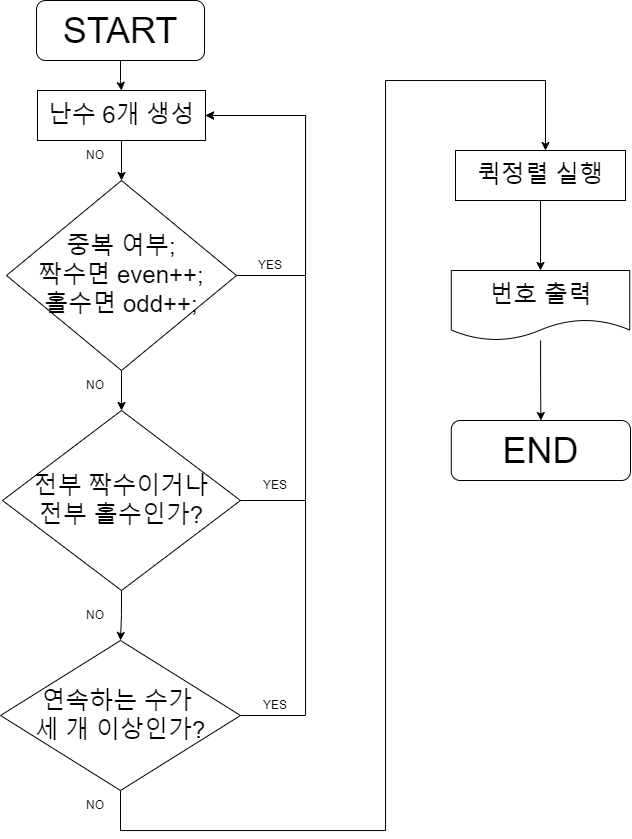 START
난수 6개 생성
NO
중복 여부;
짝수면 even++;
홀수면 odd++;
YES
NO
전부 짝수이거나
전부 홀수인가?
YES
NO
연속하는 수가
세 개 이상인가?
YES
NO
퀵정렬 실행
번호 출력
END